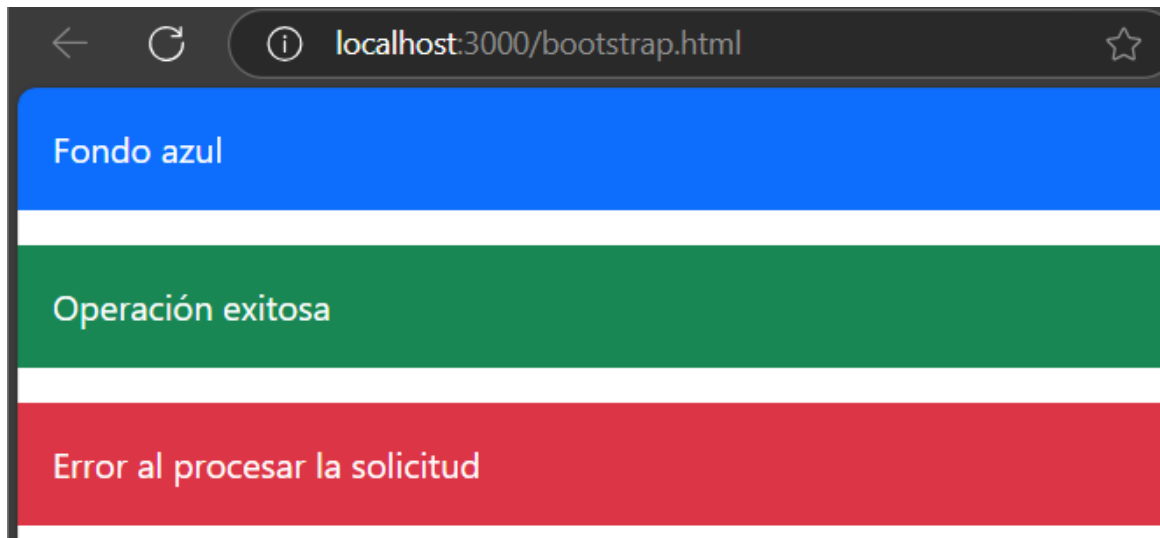 localhost:3000/bootstrap.html
Fondo azul
Operación exitosa
Error al procesar la solicitud